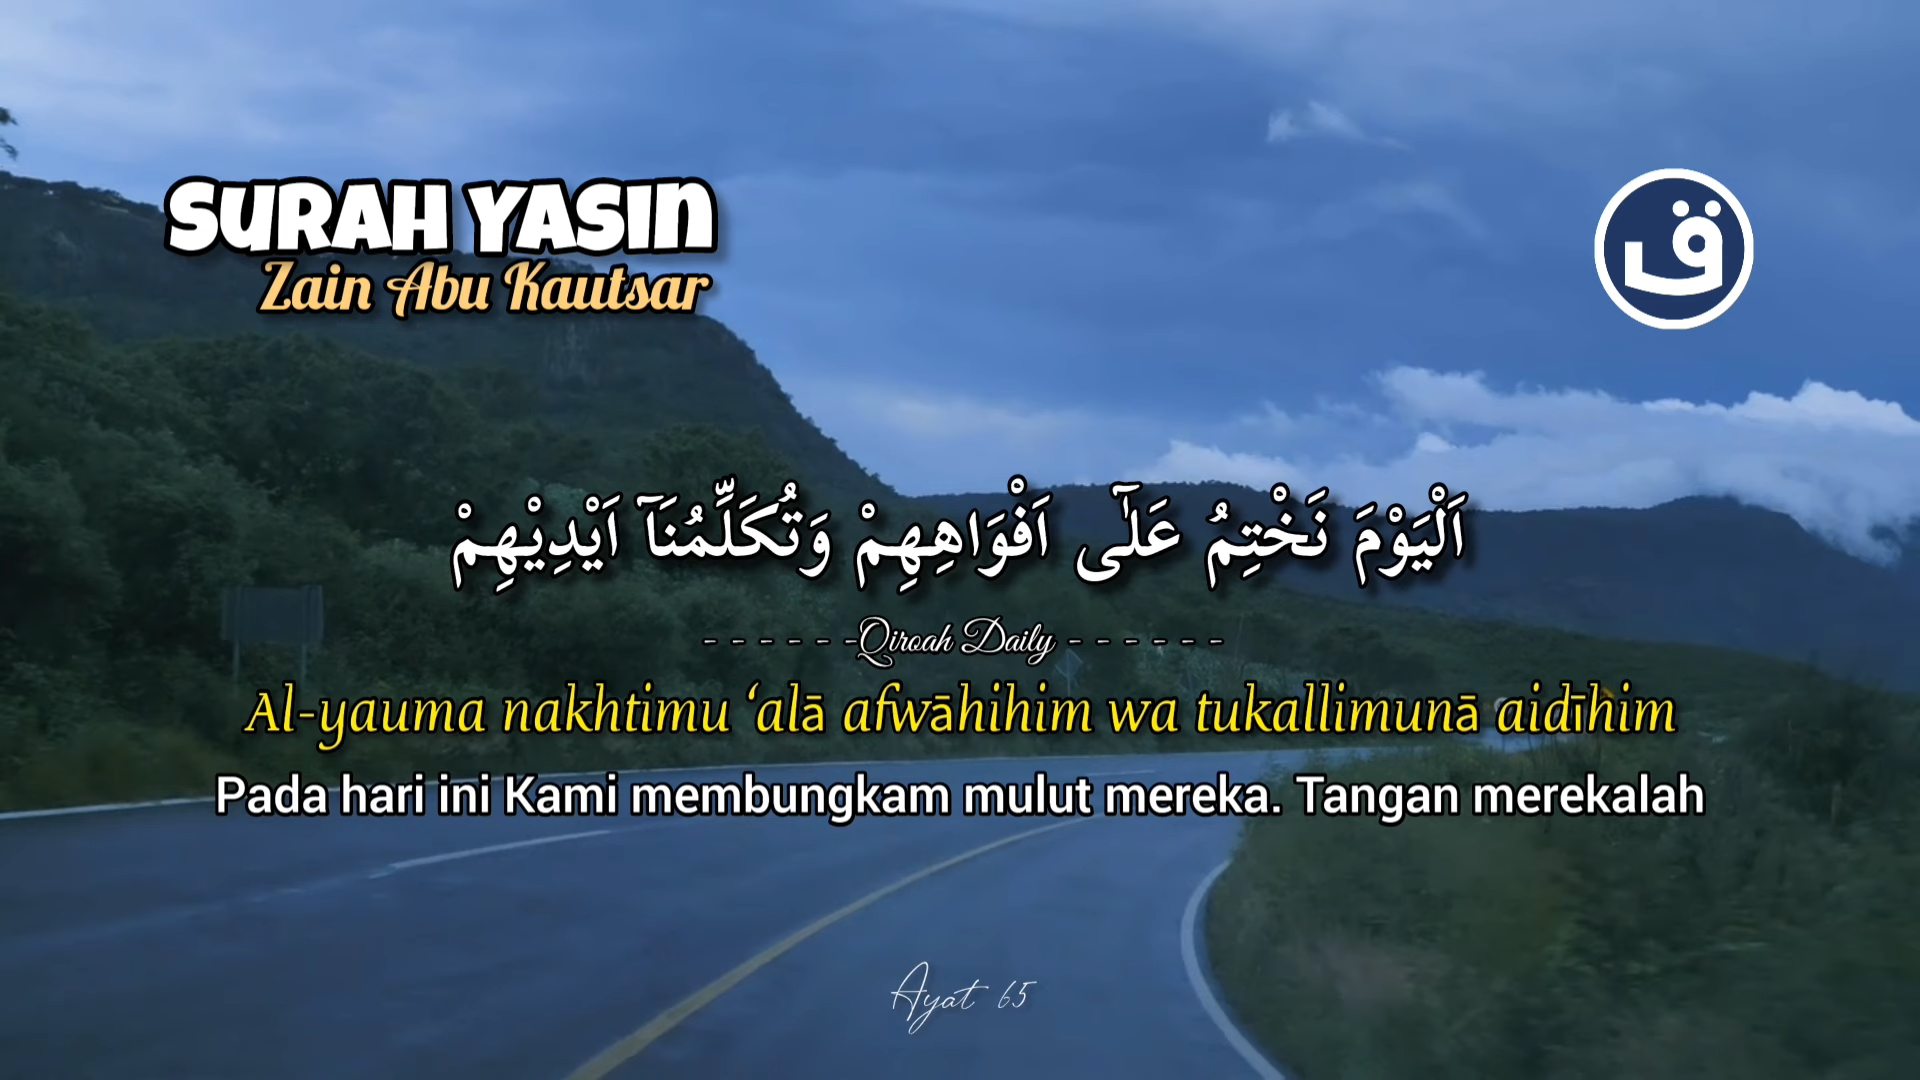 SURAH YASIN
Zain Abu Kautsar
ق
اَلْيَوْمَ نَخْتِمُ عَلٰٓى اَفْوَاهِهِمْ وَتُكَلِّمُنَآ اَيْدِيْهِمْ
- - - - - -Qiroah Daily - - - - - -
Al-yauma nakhtimu ‘alā afwāhihim wa tukallimunā aidīhim
Pada hari ini Kami membungkam mulut mereka. Tangan merekalah
Ayat 65